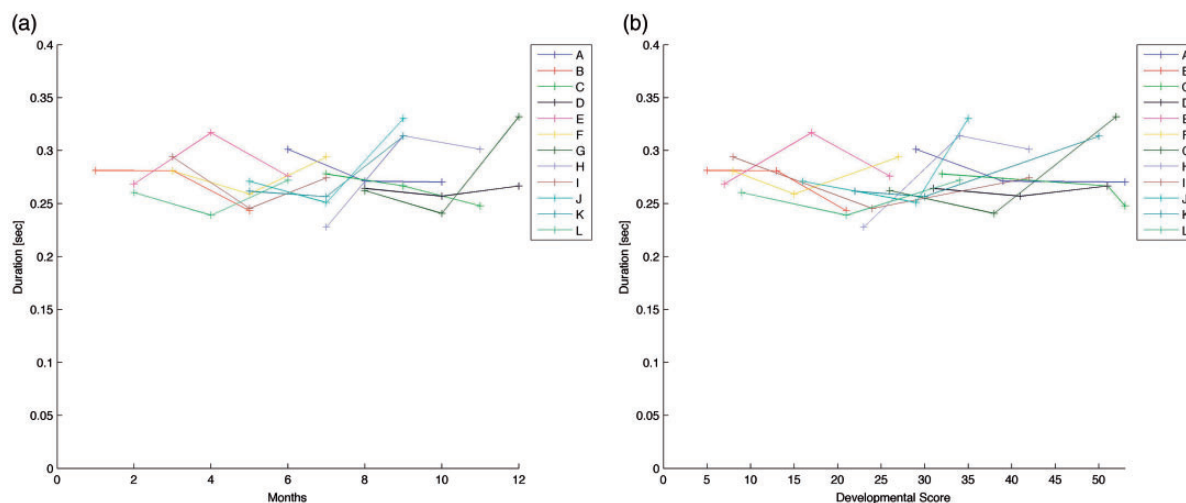 (a)
0.4
0.35
0.3
0.25
0.2
0.15
0.1
0.05
0
Duration [sec]
2
4
6
8
10
12
Months
A
B
C
D
E
F
G
H
I
J
K
L
(b)
0.4
0.35
0.3
0.25
0.2
0.15
0.1
0.05
0
Duration [sec]
5
10
15
20
25
30
35
40
45
50
Developmental Score
A
E
C
D
E
F
C
H
I
J
K
L